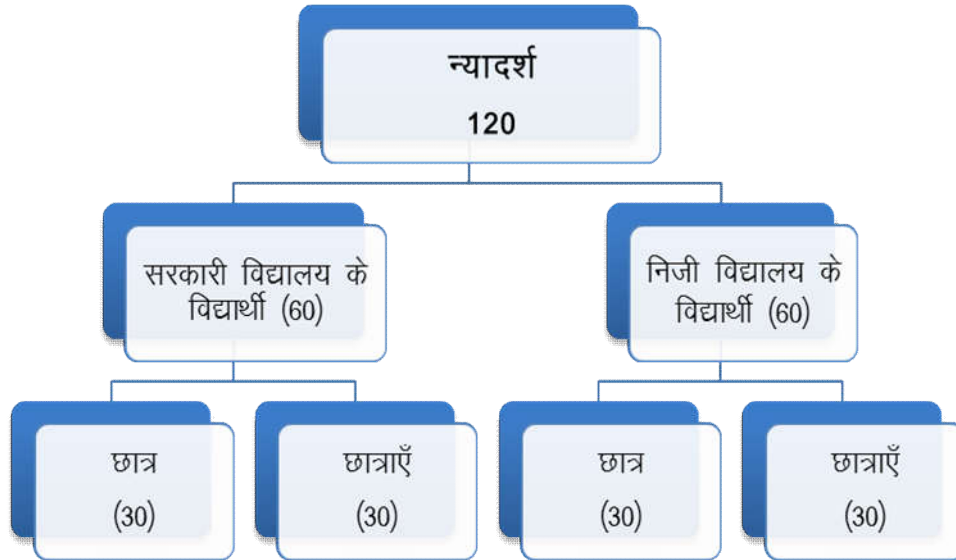 न्यादर्श
120
सरकारी विद्यालय के
विद्यार्थी (60)
निजी विद्यालय के
विद्यार्थी (60)
छात्र
(30)
छात्राएँ
(30)
छात्र
(30)
छात्राएँ
(30)